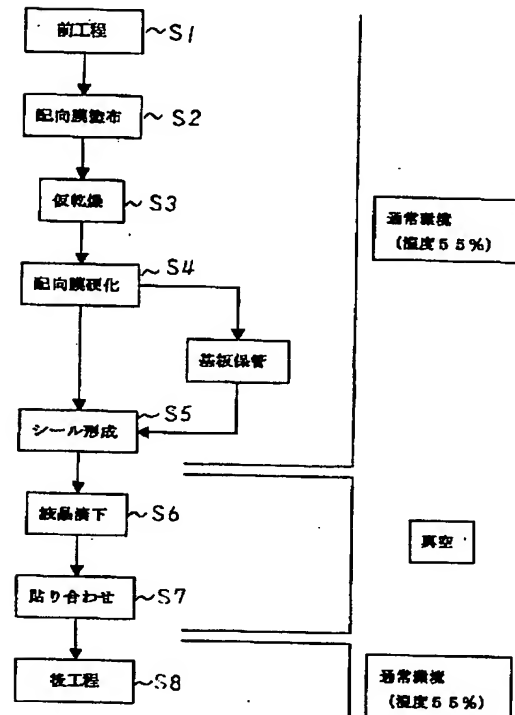 前工程 ~S1
配向膜塗布 ~S2
仮乾燥 ~S3
通常環境
(湿度55%)
配向膜硬化 ~S4
基板保管
シール形成 ~S5
液晶滴下 ~S6
真空
貼り合わせ ~S7
後工程 ~S8
通常環境
(湿度55%)